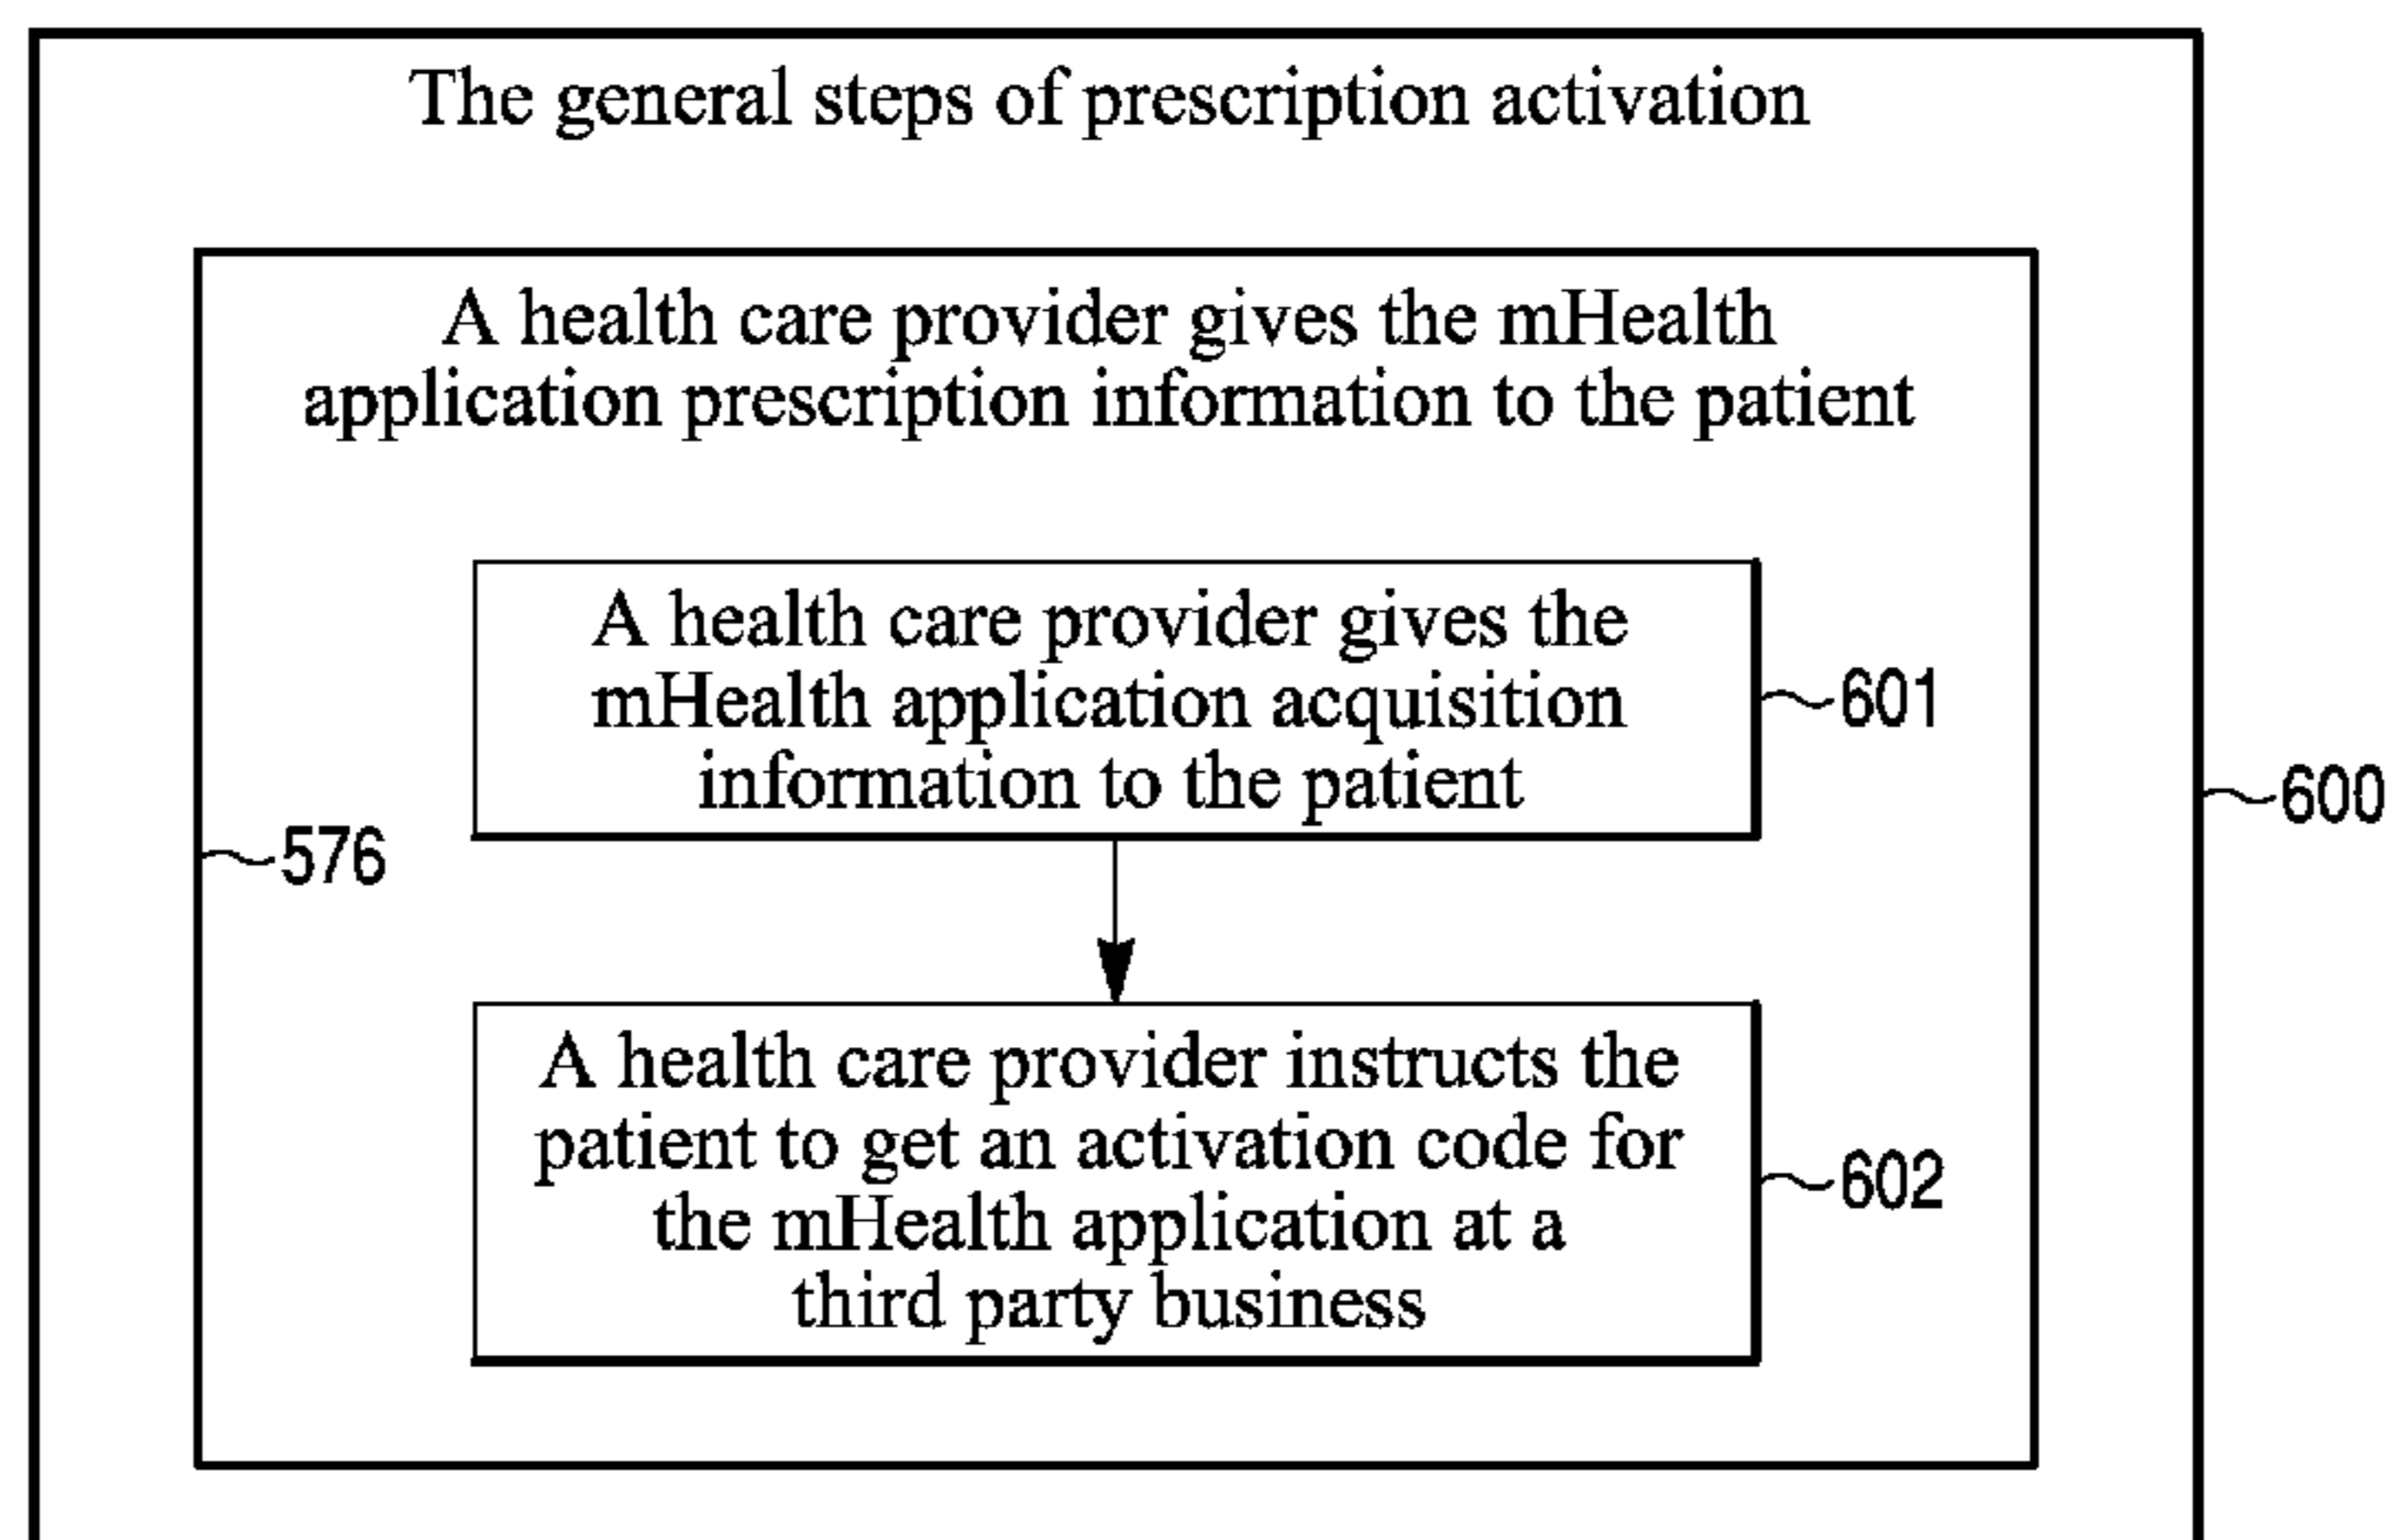 The general steps of prescription activation
A health care provider gives the mHealth
application prescription information to the patient
A health care provider gives the
mHealth application acquisition
information to the patient
601
600
576
A health care provider instructs the
patient to get an activation code for
the mHealth application at a
third party business
602